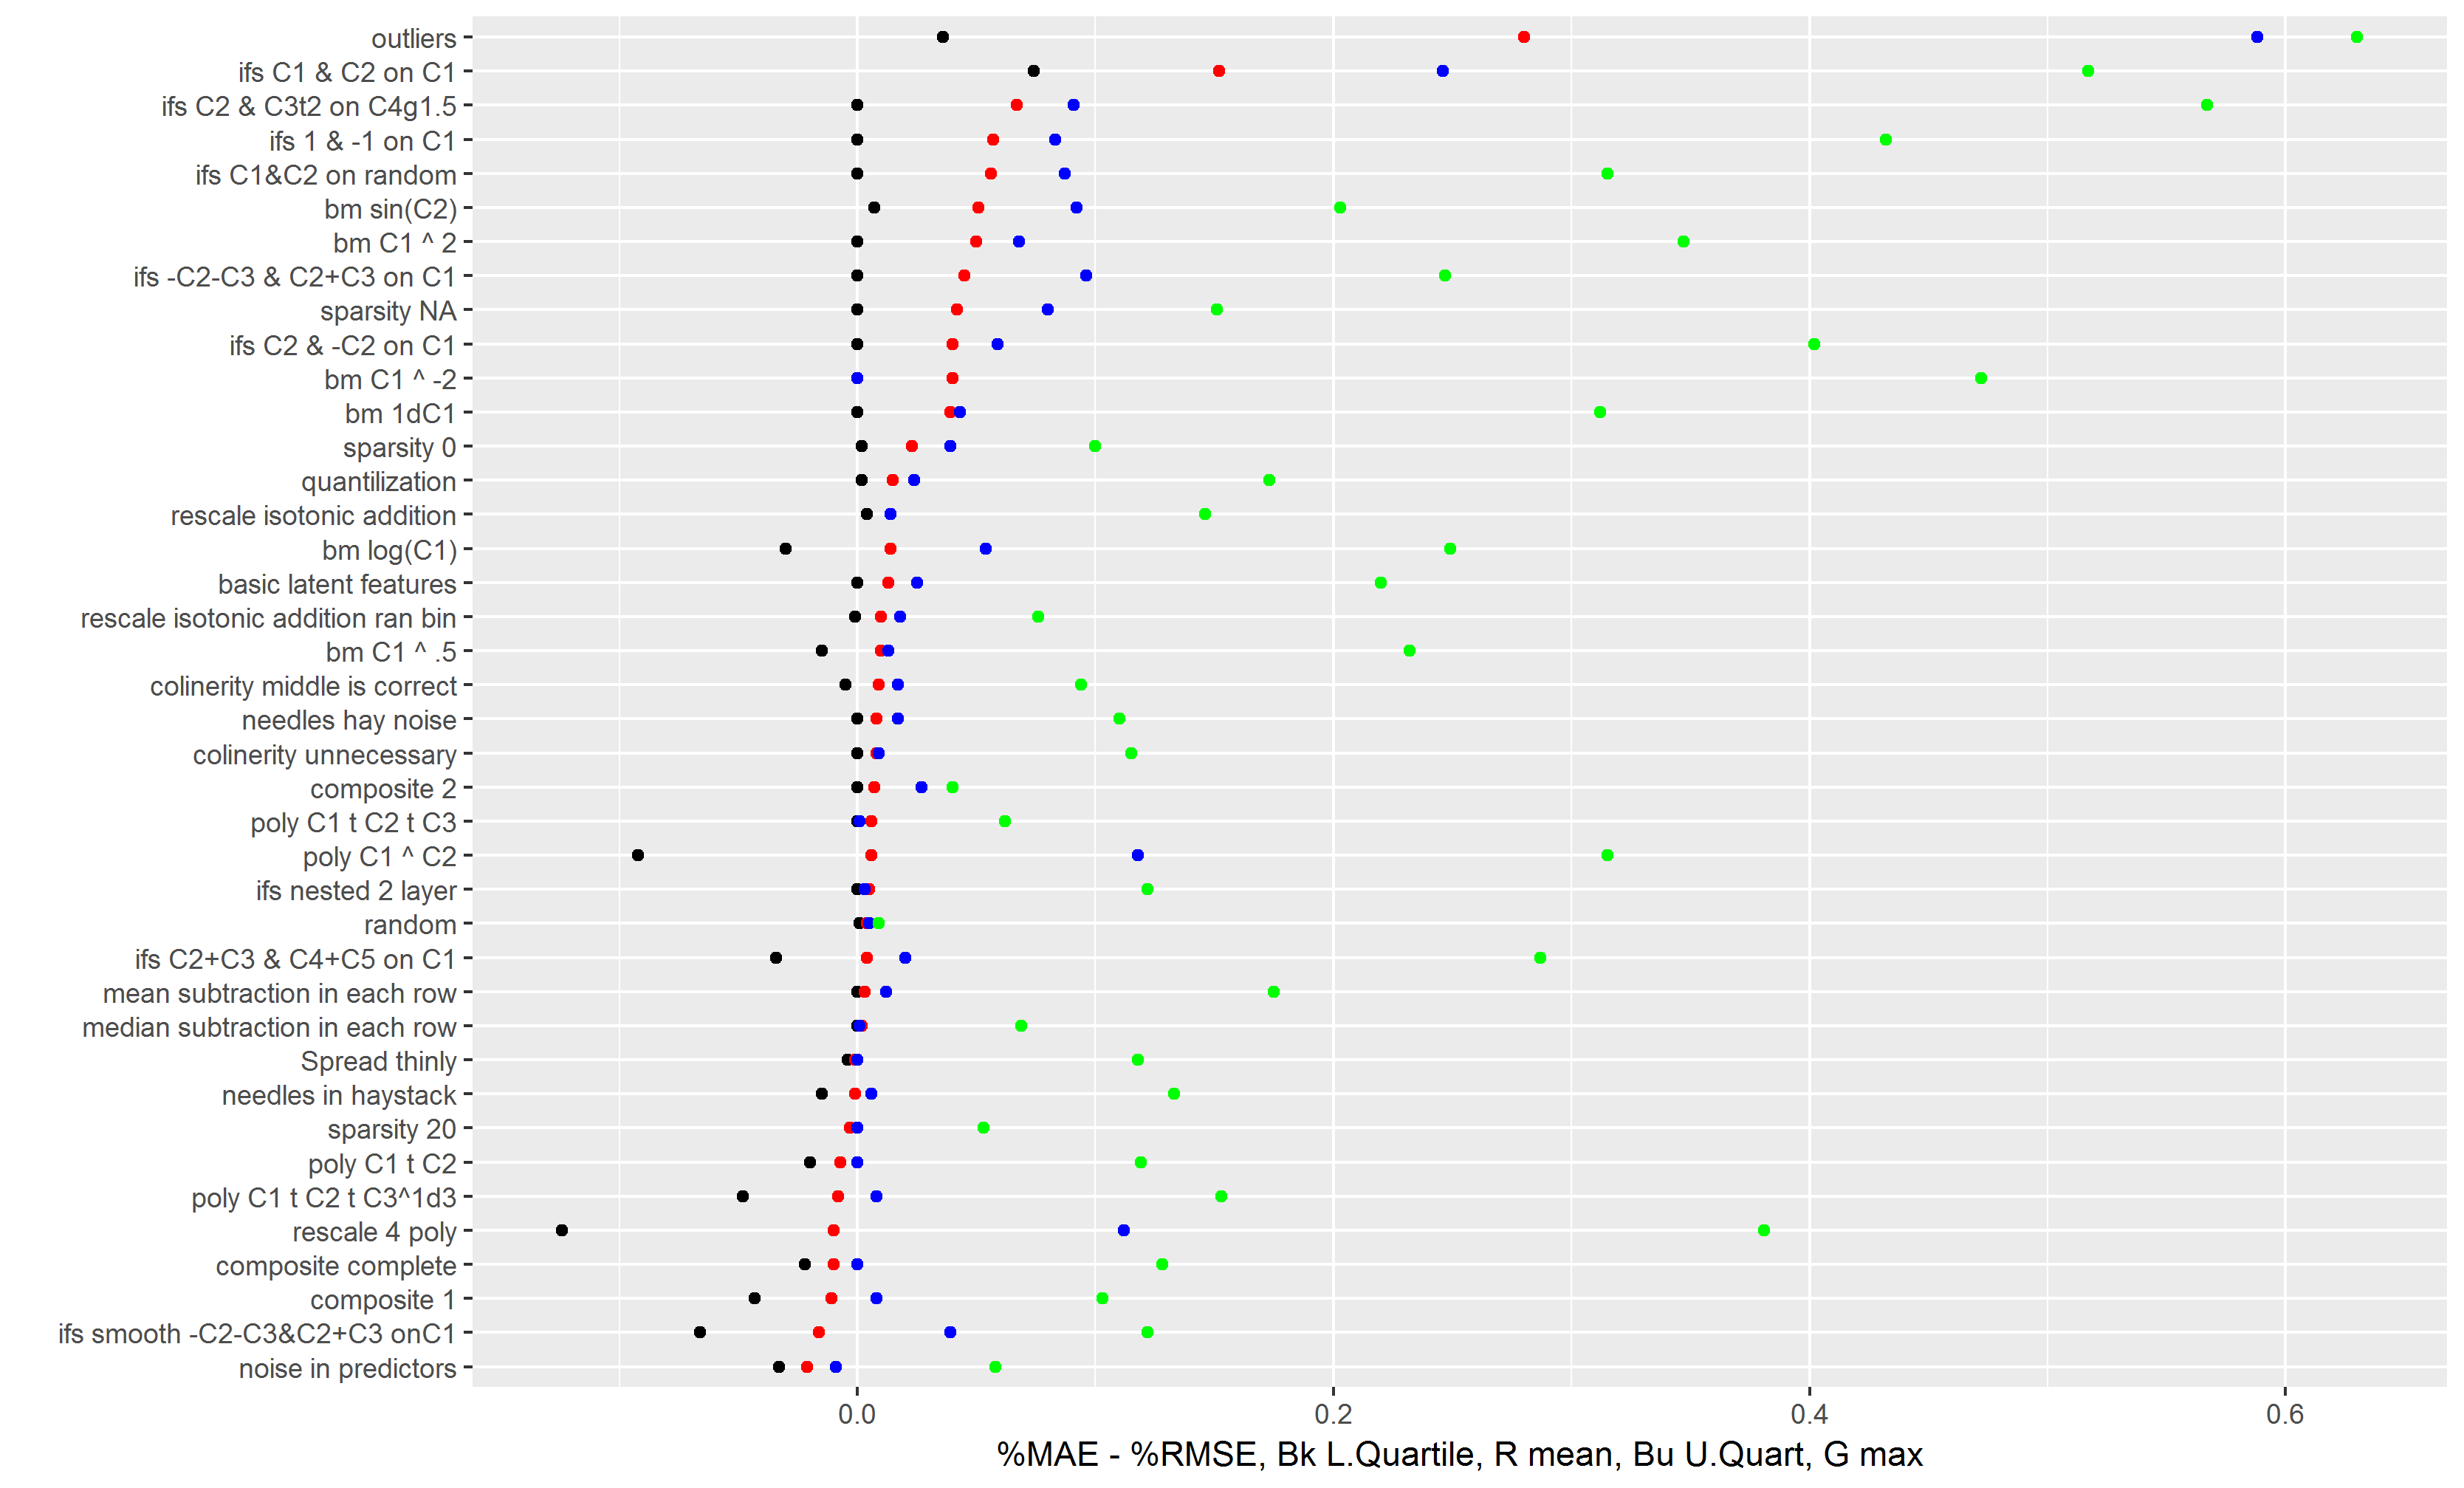 outliers
ifs C1 & C2 on C1
ifs C2 & C3t2 on C4g1.5
ifs 1 & -1 on C1
ifs C1&C2 on random
bm sin(C2)
bm C1 ^ 2
ifs -C2-C3 & C2+C3 on C1
sparsity NA
ifs C2 & -C2 on C1
bm C1 ^ -2
bm 1dC1
sparsity 0
quantilization
rescale isotonic addition
bm log(C1)
basic latent features
rescale isotonic addition ran bin
bm C1 ^ .5
colinerity middle is correct
needles hay noise
colinerity unnecessary
composite 2
poly C1 t C2 t C3
poly C1 ^ C2
ifs nested 2 layer
random
ifs C2+C3 & C4+C5 on C1
mean subtraction in each row
median subtraction in each row
Spread thinly
needles in haystack
sparsity 20
poly C1 t C2
poly C1 t C2 t C3^1d3
rescale 4 poly
composite complete
composite 1
ifs smooth -C2-C3&C2+C3 onC1
noise in predictors
0.0 0.2 0.4 0.6
%MAE - %RMSE, Bk L.Quartile, R mean, Bu U.Quart, G max